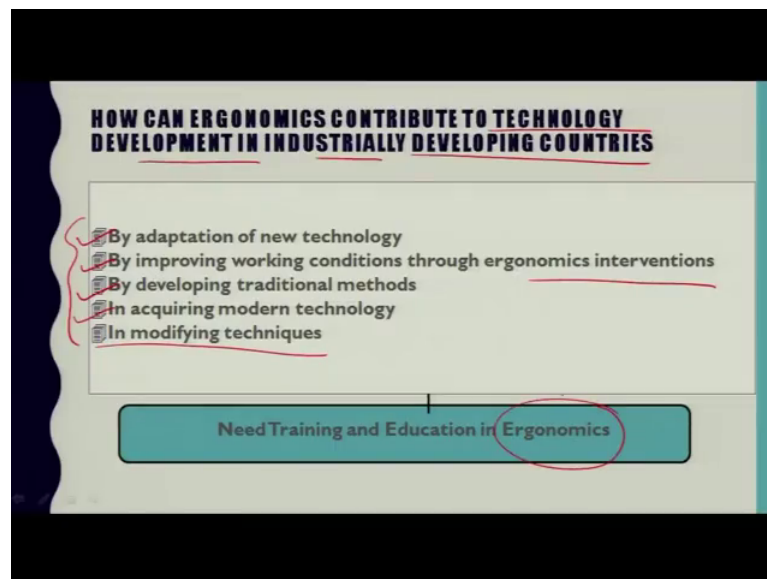 HOW CAN ERGONOMICS CONTRIBUTE TO TECHNOLOGY
DEVELOPMENT IN INDUSTRIALLY DEVELOPING COUNTRIES
By adaptation of new technology
By improving working conditions through ergonomics interventions
By developing traditional methods
In acquiring modern technology
In modifying techniques
Need Training and Education in Ergonomics